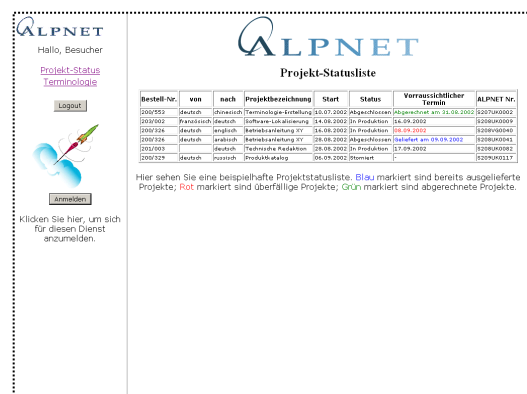 ALPNET
Hallo, Besucher
Projekt-Status
Terminologie
Logout
Anmelden
Klicken Sie hier, um sich
für diesen Dienst
anzumelden.
ALPNET
Projekt-Statusliste
Bestell-Nr. von nach Projektbezeichnung Start Status Vorraussichtlicher Termin ALPNET Nr.
200/553 deutsch chinesisch Terminologie-Erstellung 10.07.2002 Abgeschlossen Abgerechnet am 31.08.2002 S207UK0002
203/002 französisch deutsch Software-Lokalisierung 14.08.2002 In Produktion 16.09.2002 S208UK0009
200/326 deutsch englisch Betriebsanleitung XY 16.08.2002 In Produktion 08.09.2002 S208VG0040
200/326 deutsch arabisch Betriebsanleitung XY 28.08.2002 Abgeschlossen Geliefert am 09.09.2002 S208UK0041
201/003 deutsch Technische Redaktion 28.08.2002 In Produktion 17.09.2002 S208UK0082
200/329 deutsch russisch Produktkatalog 06.09.2002 Storniert - S209UK0117
Hier sehen Sie eine beispielhafte Projektstatusliste. Blau markiert sind bereits ausgelieferte
Projekte; Rot markiert sind überfällige Projekte; Grün markiert sind abgerechnete Projekte.